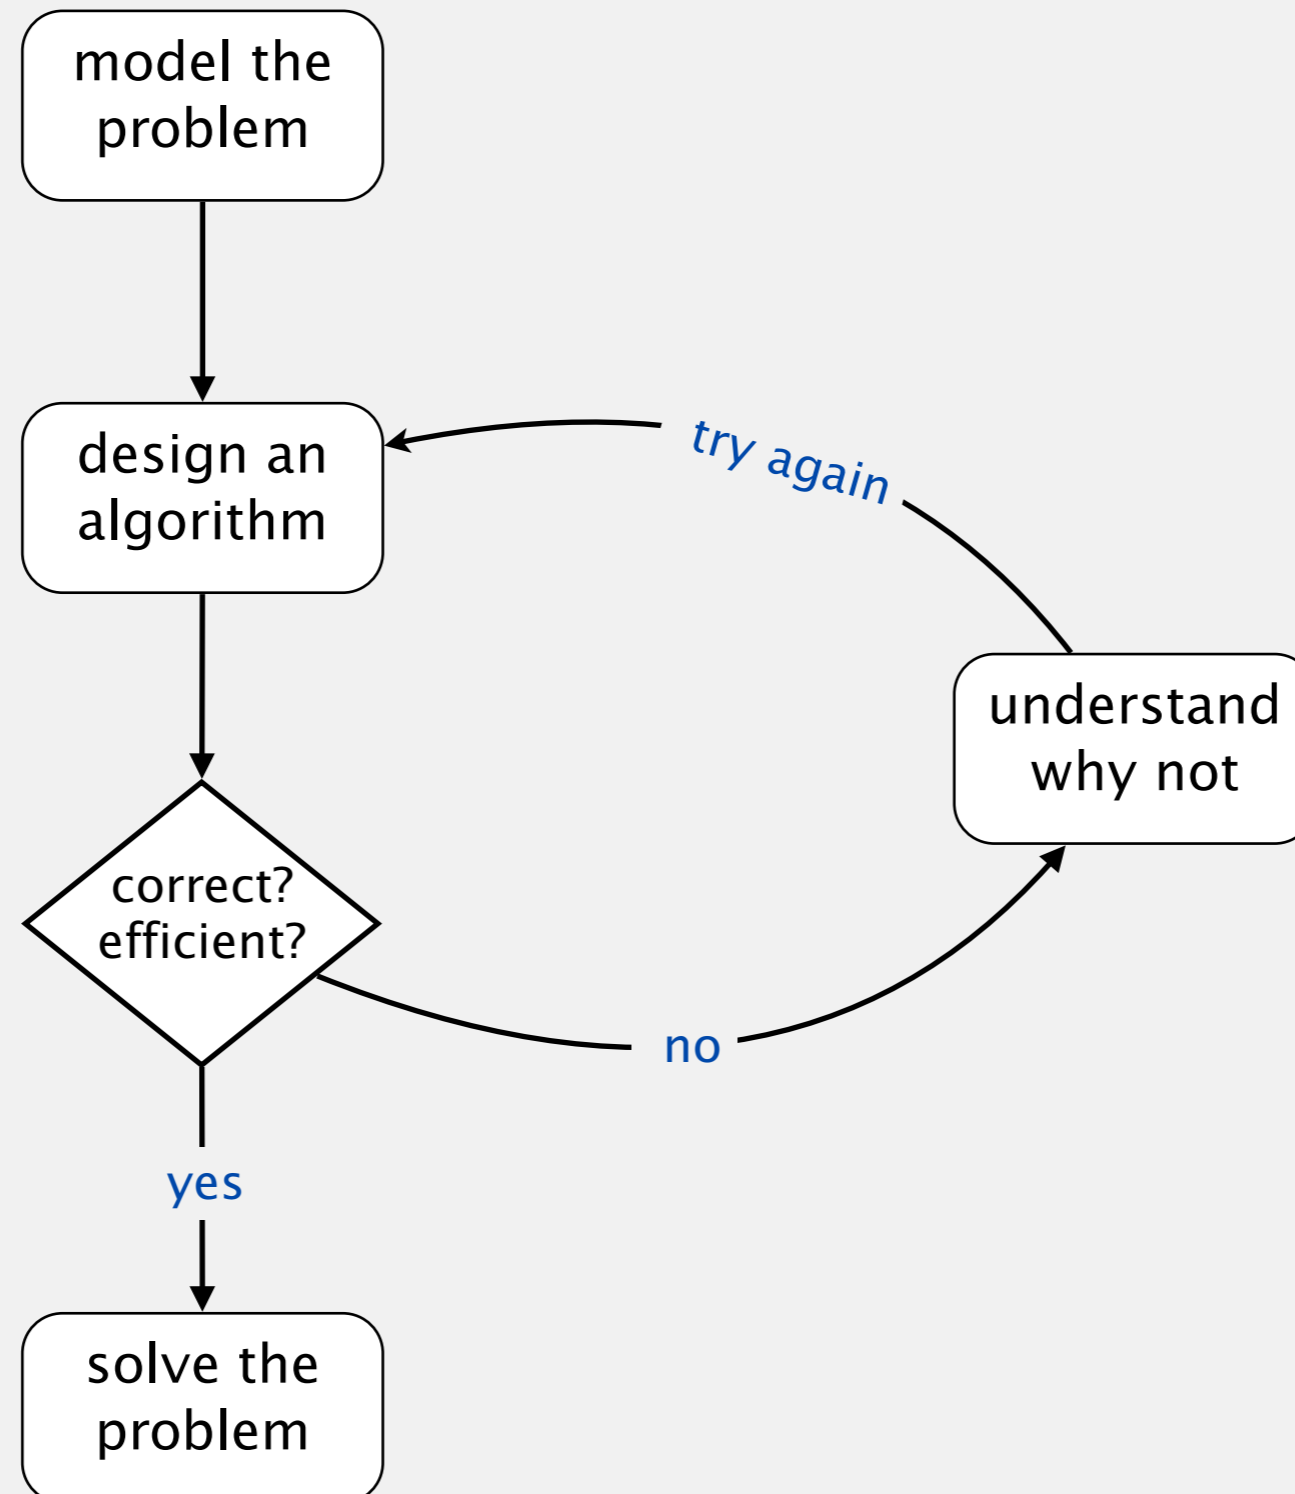 model the
problem
design an
algorithm
try again
understand
why not
correct?
efficient?
no
yes
solve the
problem